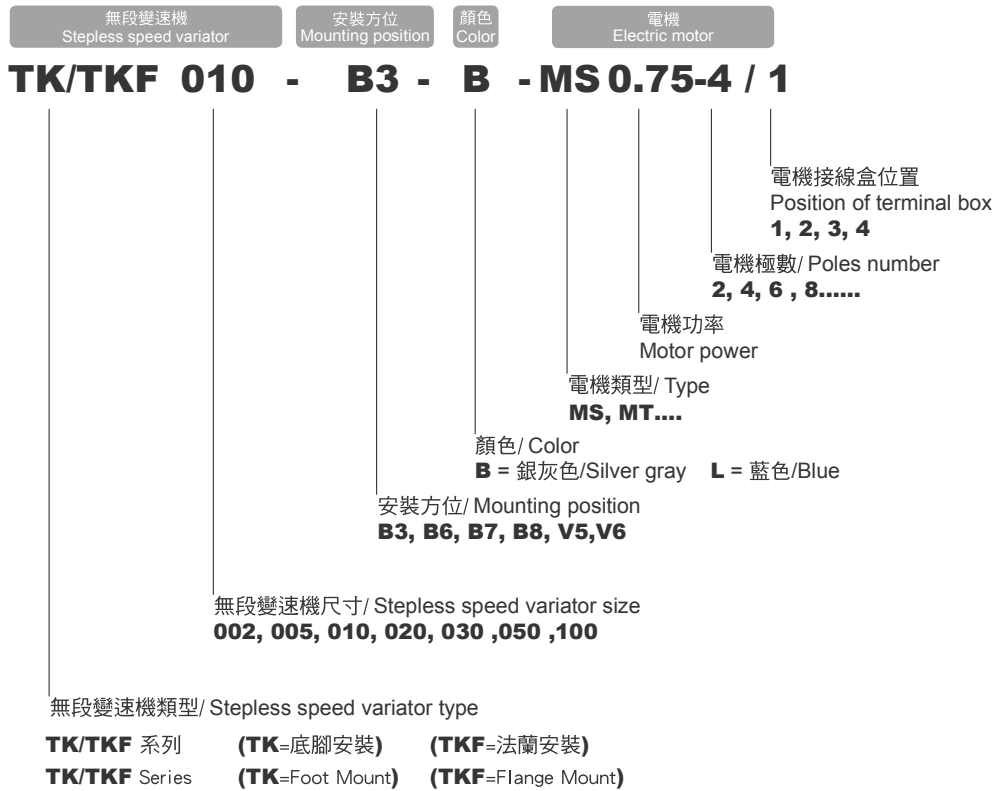 無段變速機
Stepless speed variator
安裝方位
Mounting position
顏色
Color
電機
Electric motor
TK/TKF 010 - B3 - B - MS 0.75-4 / 1
電機接線盒位置
Position of terminal box
1, 2, 3, 4
電機極數/ Poles number
2, 4, 6 , 8......
電機功率
Motor power
電機類型/ Type
MS, MT....
顏色/ Color
B = 銀灰色/Silver gray L = 藍色/Blue
安裝方位/ Mounting position
B3, B6, B7, B8, V5,V6
無段變速機尺寸/ Stepless speed variator size
002, 005, 010, 020, 030 ,050 ,100
無段變速機類型/ Stepless speed variator type
TK/TKF 系列 (TK=底腳安裝) (TKF=法蘭安裝)
TK/TKF Series (TK=Foot Mount) (TKF=Flange Mount)